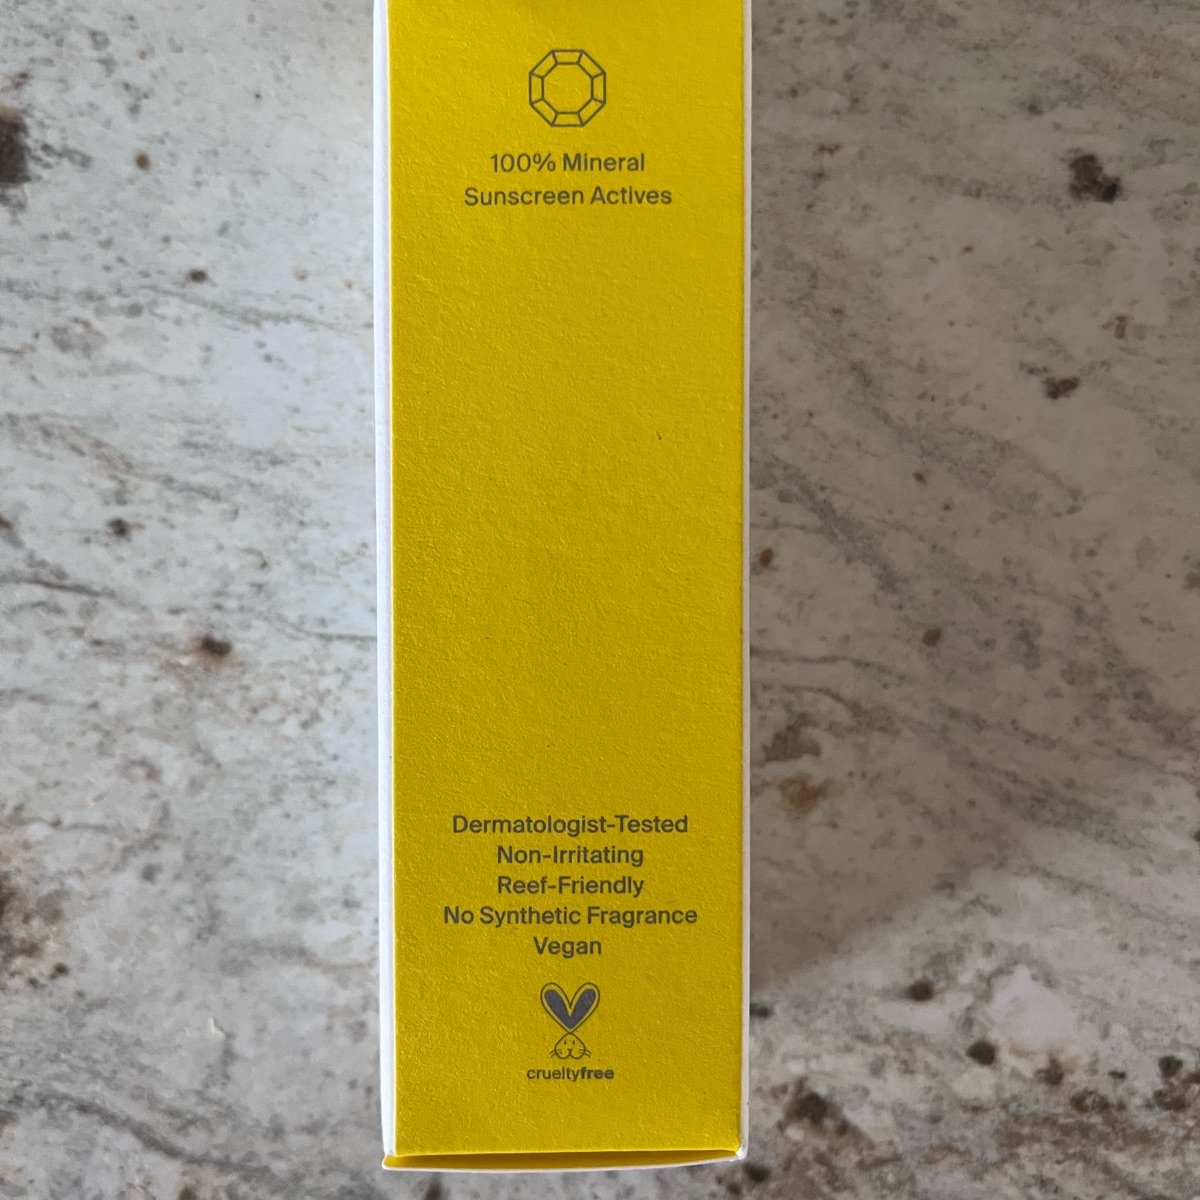 100% Mineral
Sunscreen Actives
Dermatologist-Tested
Non-Irritating
Reef-Friendly
No Synthetic Fragrance
Vegan
crueltyfree